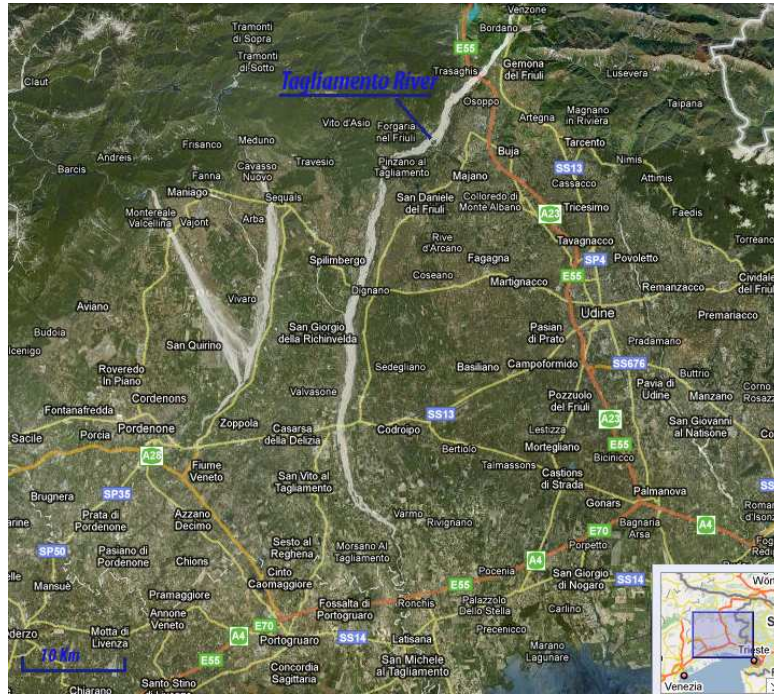 Tramonti
di Sopra
Venzone
Bordano
E55
Claut
Tramonti
di Sotto
Trasaghis
Gemona
del Friuli
Lusevera
Tagliamento River
Osoppo
Taipana
Vito d'Asio
Forgaria
nel Friuli
Artegna
Magnano
in Riviera
Frisanco
Meduno
Buja
Tarcento
Barcis
Andreis
Fanna
Cavasso
Nuovo
Travesio
Pinzano al
Tagliamento
SS13
Nimis
Majano
Cassacco
Attimis
Maniago
Sequals
San Daniele
del Friuli
Colloredo di
Monte Albano
A23
Tricesimo
Faedis
Montereale
Valcellina
Vajont
Arba
Rive
d'Arcano
Tavagnacco
Torreano
Spilimbergo
Fagagna
SP4
Povoletto
Coseano
E55
Cividale
del Friul
Vivaro
Dignano
Martignacco
Remanzacco
Aviano
Udine
Premariacco
San Giorgio
della Richinvelda
Pasian
di Prato
Budoia
San Quirino
Pradamano
Sedegliano
Basiliano
Campoformido
SS676
Buttrio
Roveredo
In Piano
Valvasone
Pozzuolo
del Friuli
Pavia di
Udine
Manzano
Corno
Cordenons
SS13
A23
Fontanafredda
Zoppola
Lestizza
San Giovanni
al Natisone
Sacile
Porcia
Pordenone
Casarsa
della Delizia
Codroipo
Mortegliano
E55
Bertiolo
Bicinicco
A28
Fiume
Veneto
Talmassons
Castions
di Strada
San Vito al
Tagliamento
Palmanova
Brugnera
SP35
Prata di
Pordenone
Azzano
Decimo
Varmo
Rivignano
Gonars
E70
Bagnaria
Arsa
A4
SP50
Pasiano di
Pordenone
Chions
Sesto al
Reghena
Morsano Al
Tagliamento
Porpetto
A4
Mansuè
Cinto
Caomaggiore
Pocenia
E55
San Giorgio
di Nogaro
SS14
Pramaggiore
Fossalta di
Portogruaro
Ronchis
Palazzolo
Dello Stella
Carlino
Annone
Veneto
E70
Precenicco
Motta di
Livenza
A4
Portogruaro
SS14
Latisana
Marano
Lagunare
Trieste
10 Km
E55
Concordia
Sagittaria
San Michele
al Tagliamento
Santo Stino
Chiarano
Venezia